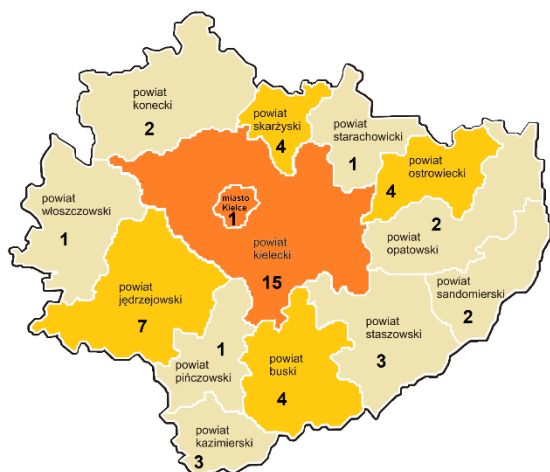 powiat
konecki
2
powiat
skarżyski
4
powiat
starachowicki
1
powiat
ostrowiecki
4
powiat
włoszczowski
1
miasto
Kielce
1
powiat
kielecki
15
2
powiat
opatowski
powiat
sandomierski
2
powiat
jędrzejowski
7
1
powiat
pińczowski
powiat
buski
4
powiat
staszowski
3
powiat
kazimierski
3